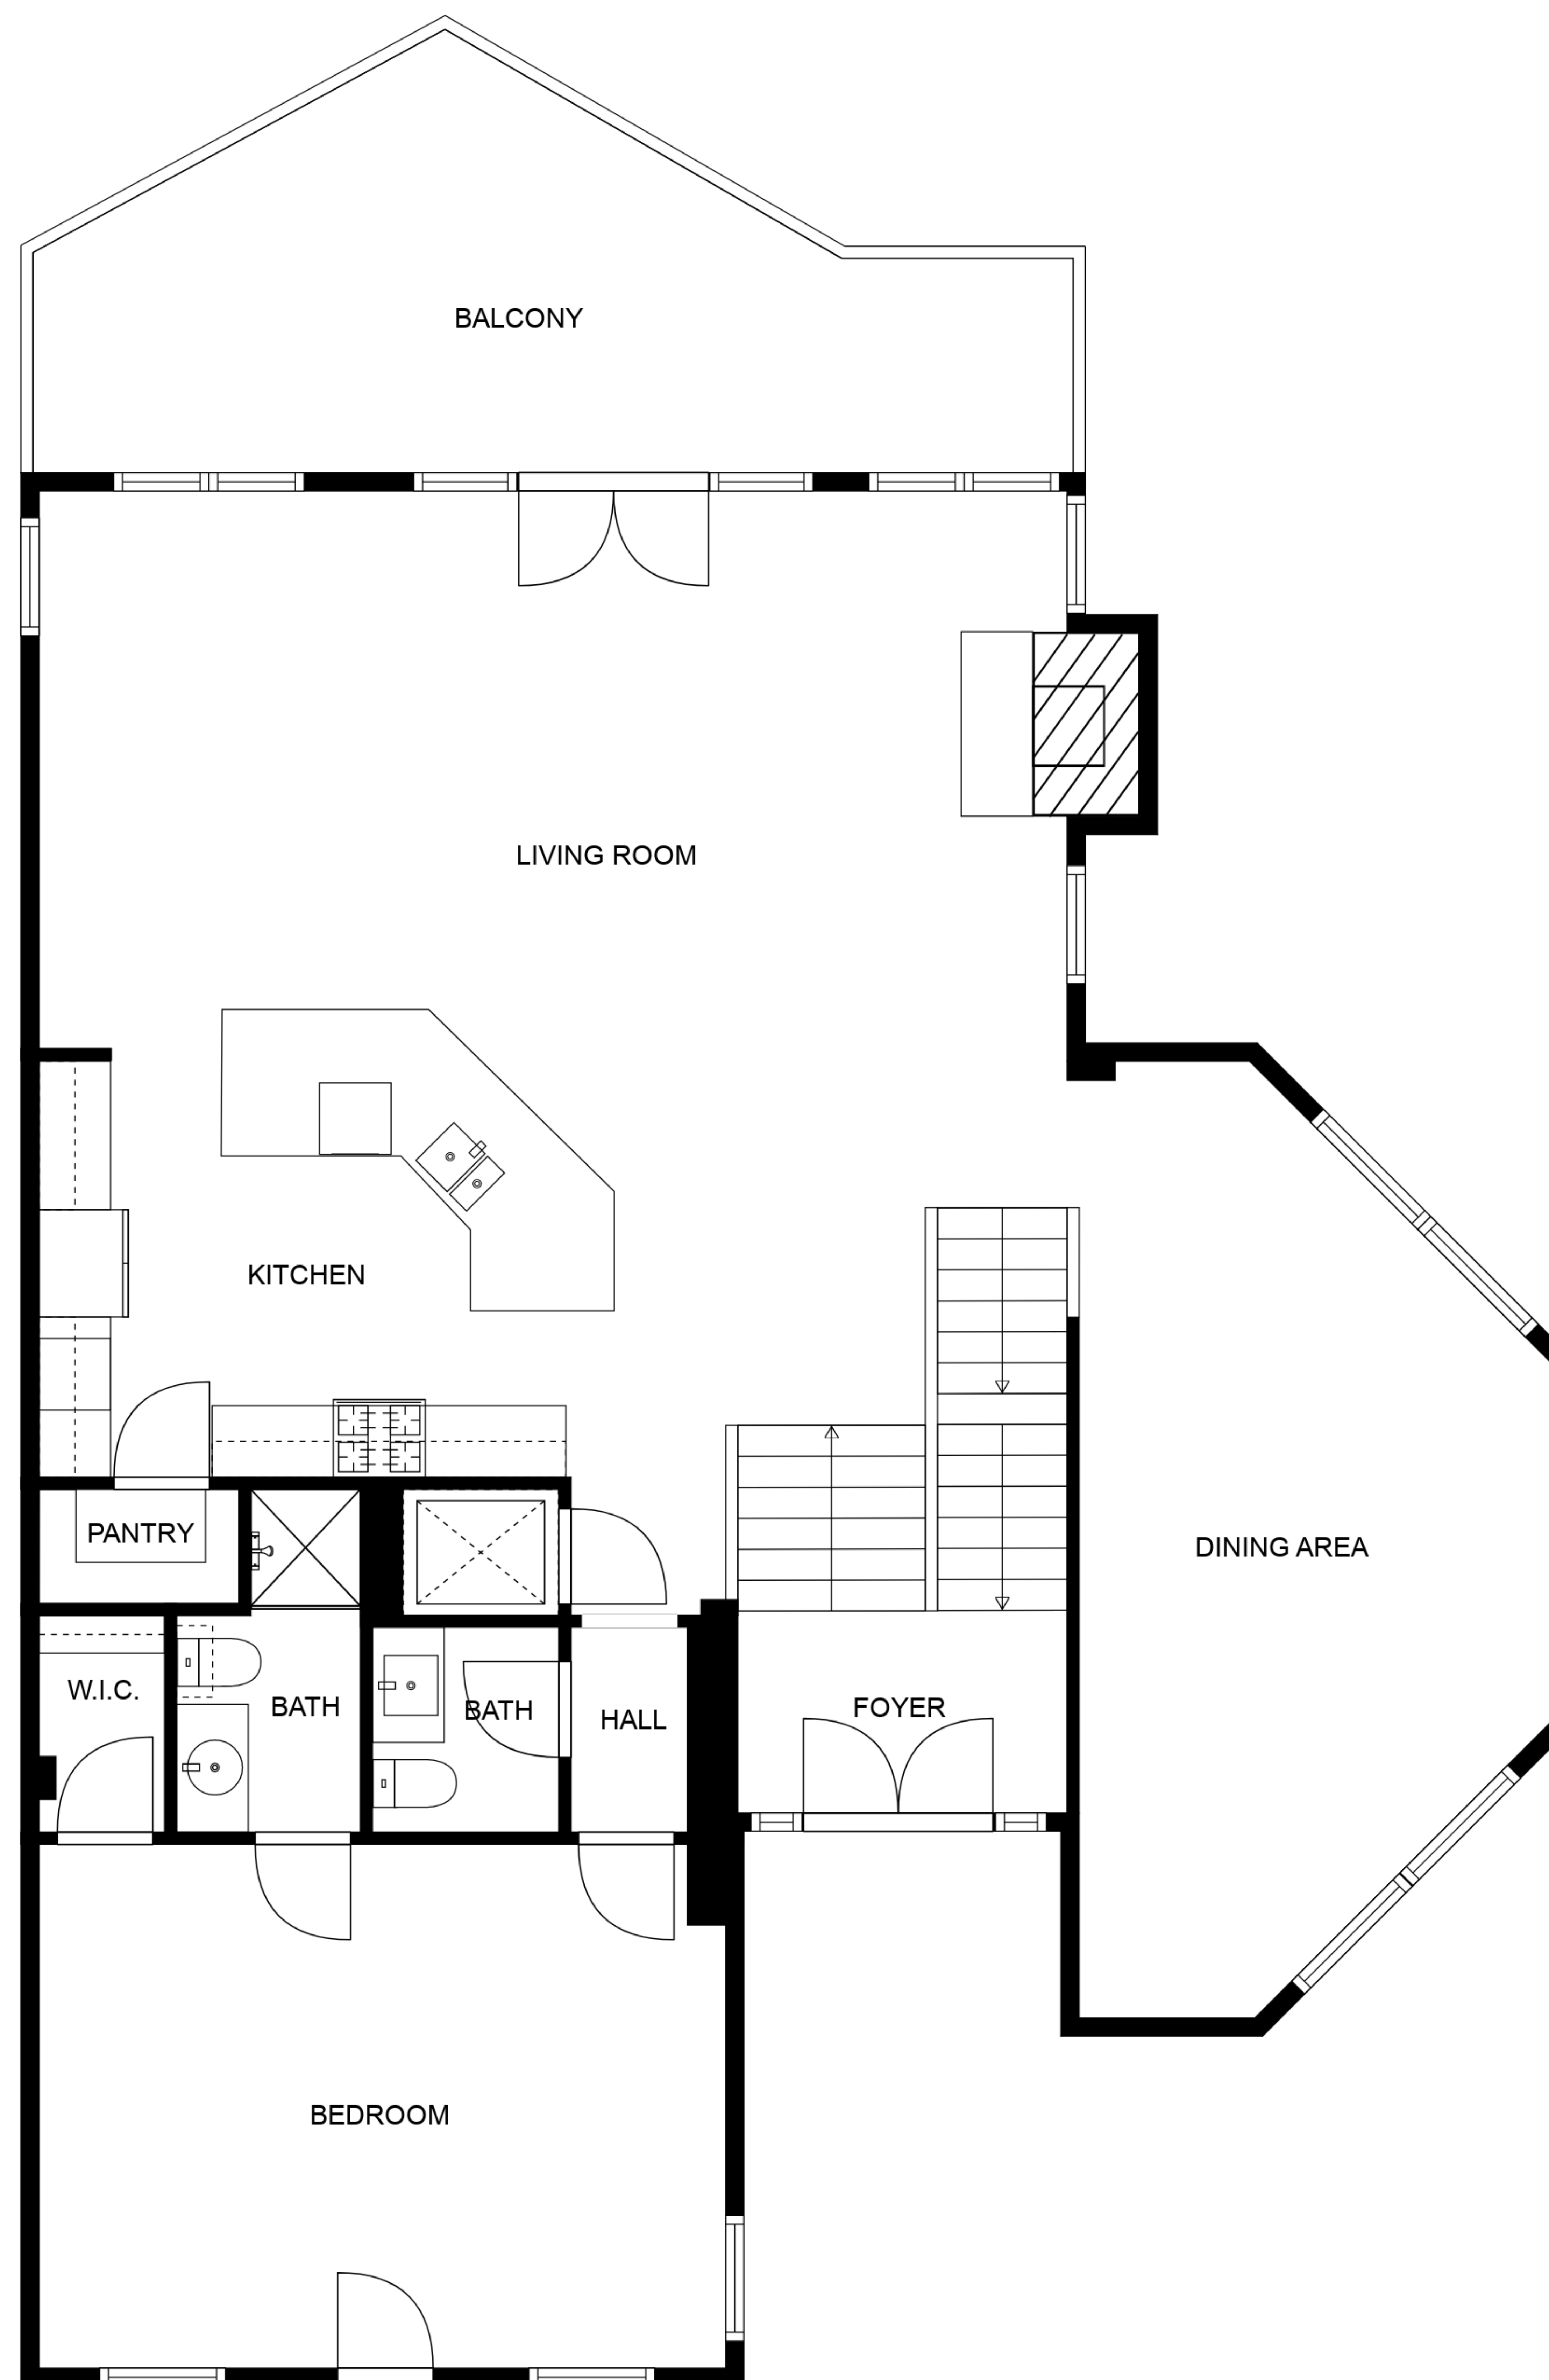 BALCONY
LIVING ROOM
KITCHEN
PANTRY
DINING AREA
W.I.C.
BATH
BATH
HALL
FOYER
BEDROOM